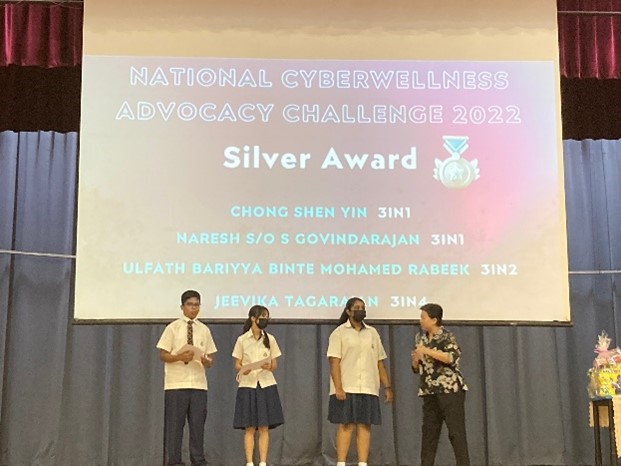 NATIONAL CYBERWELLNESS
ADVOCACY CHALLENGE 2022
Silver Award
CHONG SHEN YIN 3IN1
NARESH S/O S GOVINDARAJAN 3IN1
ULFATH BARIYYA BINTE MOHAMED RABEEK 3IN2
JEEVIKA 3IN4